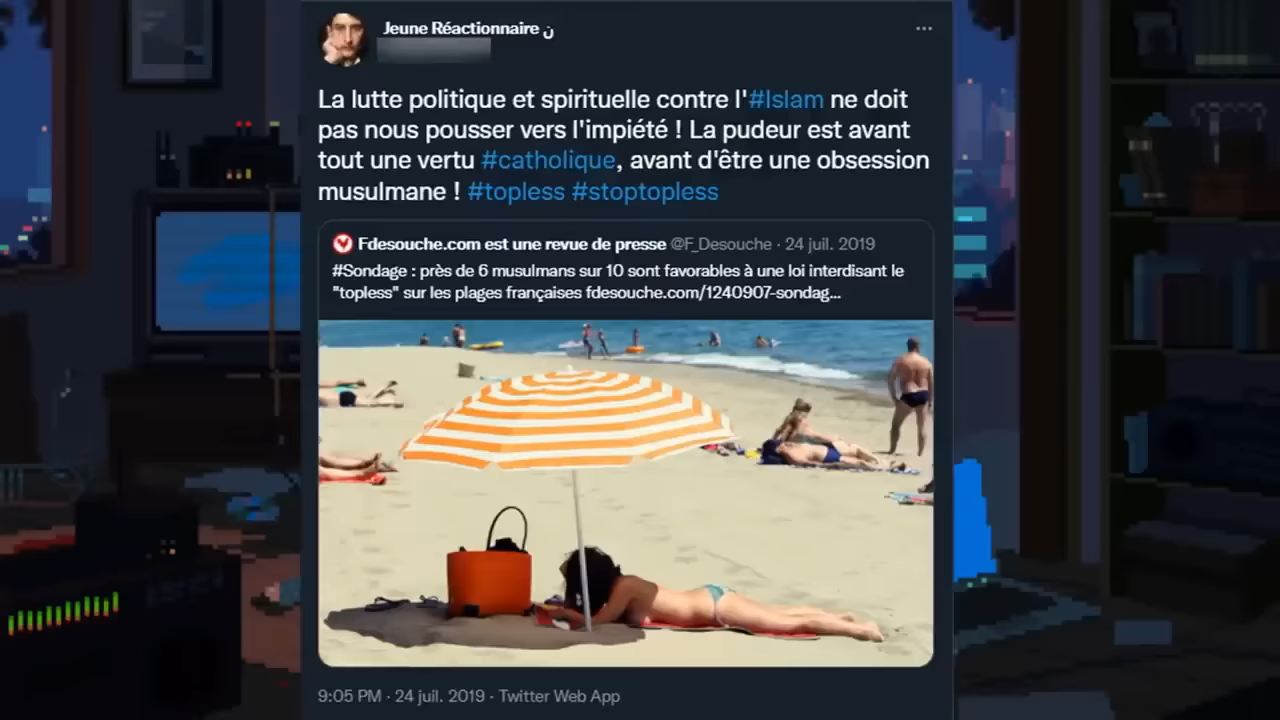 Jeune Réactionnaire ن
La lutte politique et spirituelle contre l'#Islam ne doit
pas nous pousser vers l'impiété ! La pudeur est avant
tout une vertu #catholique, avant d'être une obsession
musulmane ! #topless #stoptopless
Fdesouche.com est une revue de presse @F_Desouche · 24 juil. 2019
#Sondage : près de 6 musulmans sur 10 sont favorables à une loi interdisant le
"topless" sur les plages françaises fdesouche.com/1240907-sondag...
9:05 PM · 24 juil. 2019 · Twitter Web App